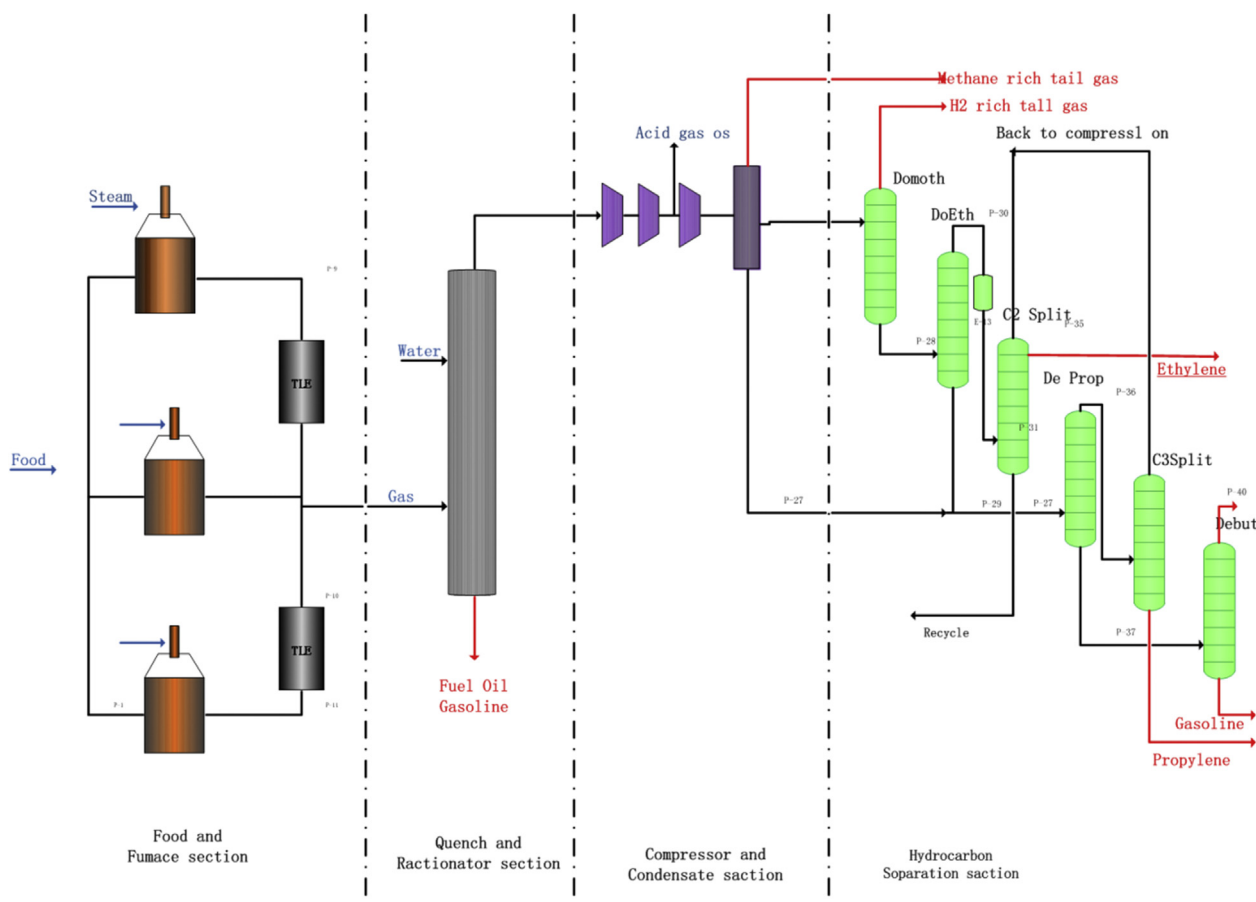 Methane rich tail gas
H2 rich tall gas
Acid gas os
Back to compressl on
Domoth
Steam
DoEth
P-30
P-9
C2 Split
P-35
E-13
P-28
Water
TLE
Ethylene
De Prop
P-36
P-31
Food
C3Split
Gas
P-27
P-29
P-27
P-40
Debut
P-10
Recycle
P-37
TLE
Fuel Oil
Gasoline
P-1
P-11
Gasoline
Propylene
Food and
Fumace section
Quench and
Ractionator section
Compressor and
Condensate saction
Hydrocarbon
Soparation saction